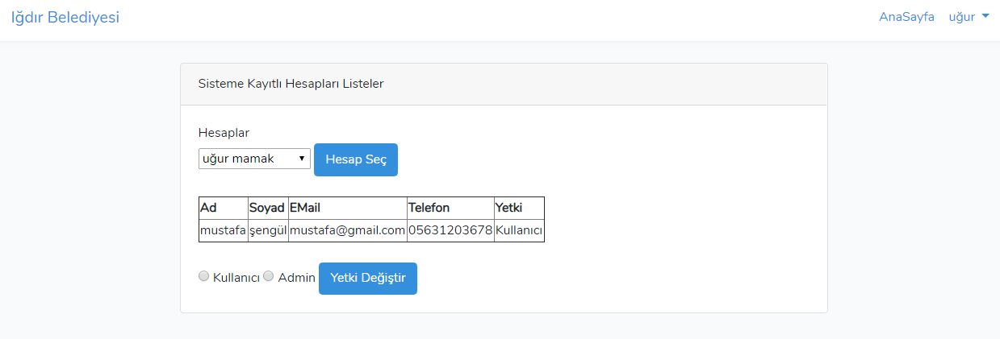 Iğdır Belediyesi AnaSayfa uğur
Sisteme Kayıtlı Hesapları Listeler
Hesaplar
uğur mamak Hesap Seç
Ad Soyad EMail Telefon Yetki
mustafa şengül mustafa@gmail.com 05631203678 Kullanıcı
Kullanıcı Admin Yetki Değiştir